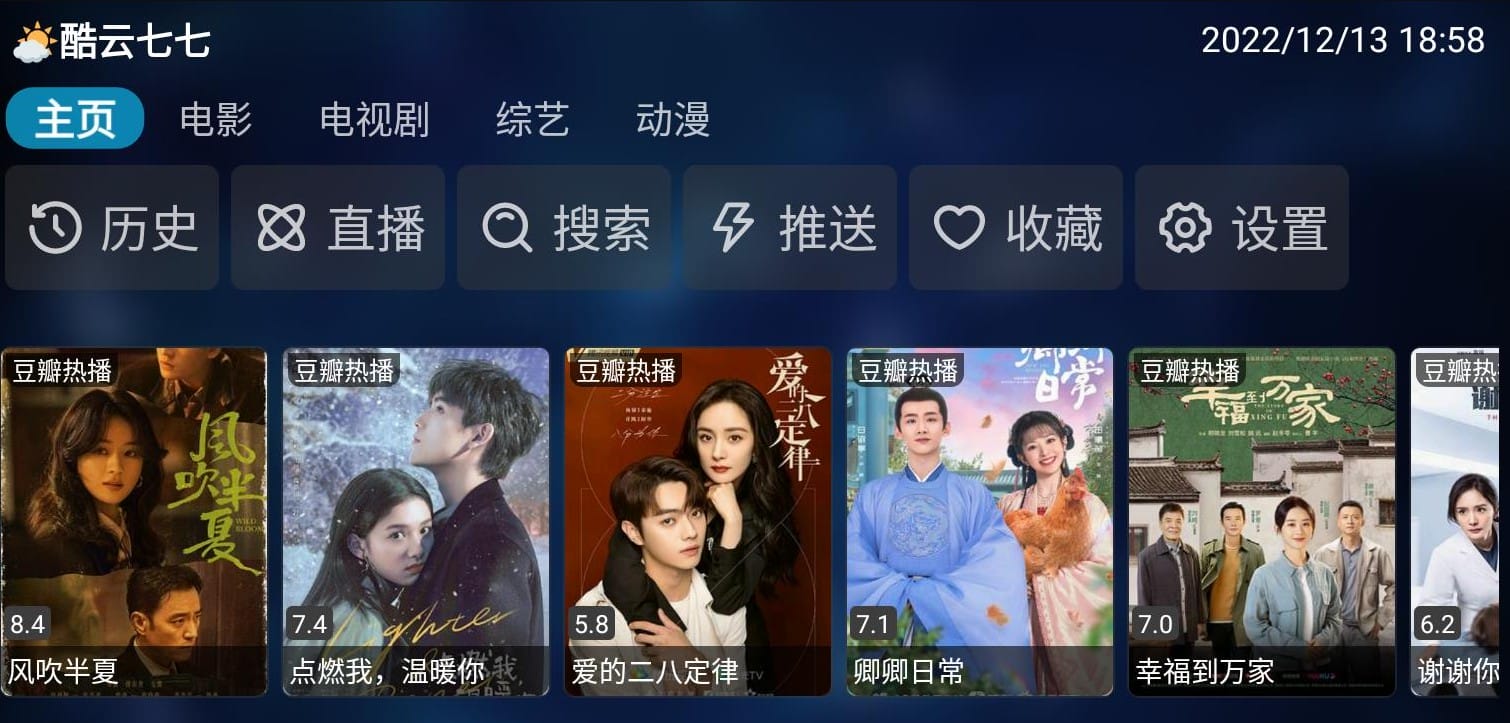 酷云七七
2022/12/13 18:58
主页
电影
电视剧
综艺
动漫
历史
直播
搜索
推送
收藏
设置
豆瓣热播
风吹半夏
WILD
BLOOM
8.4
风吹半夏
豆瓣热播
Lighter
7.4
点燃我，温暖你
豆瓣热播
爱你
二八定律
5.8
爱的二八定律
豆瓣热播
日常
7.1
卿卿日常
豆瓣热播
幸福到万家
XING FU
7.0
幸福到万家
豆瓣热
6.2
谢谢你